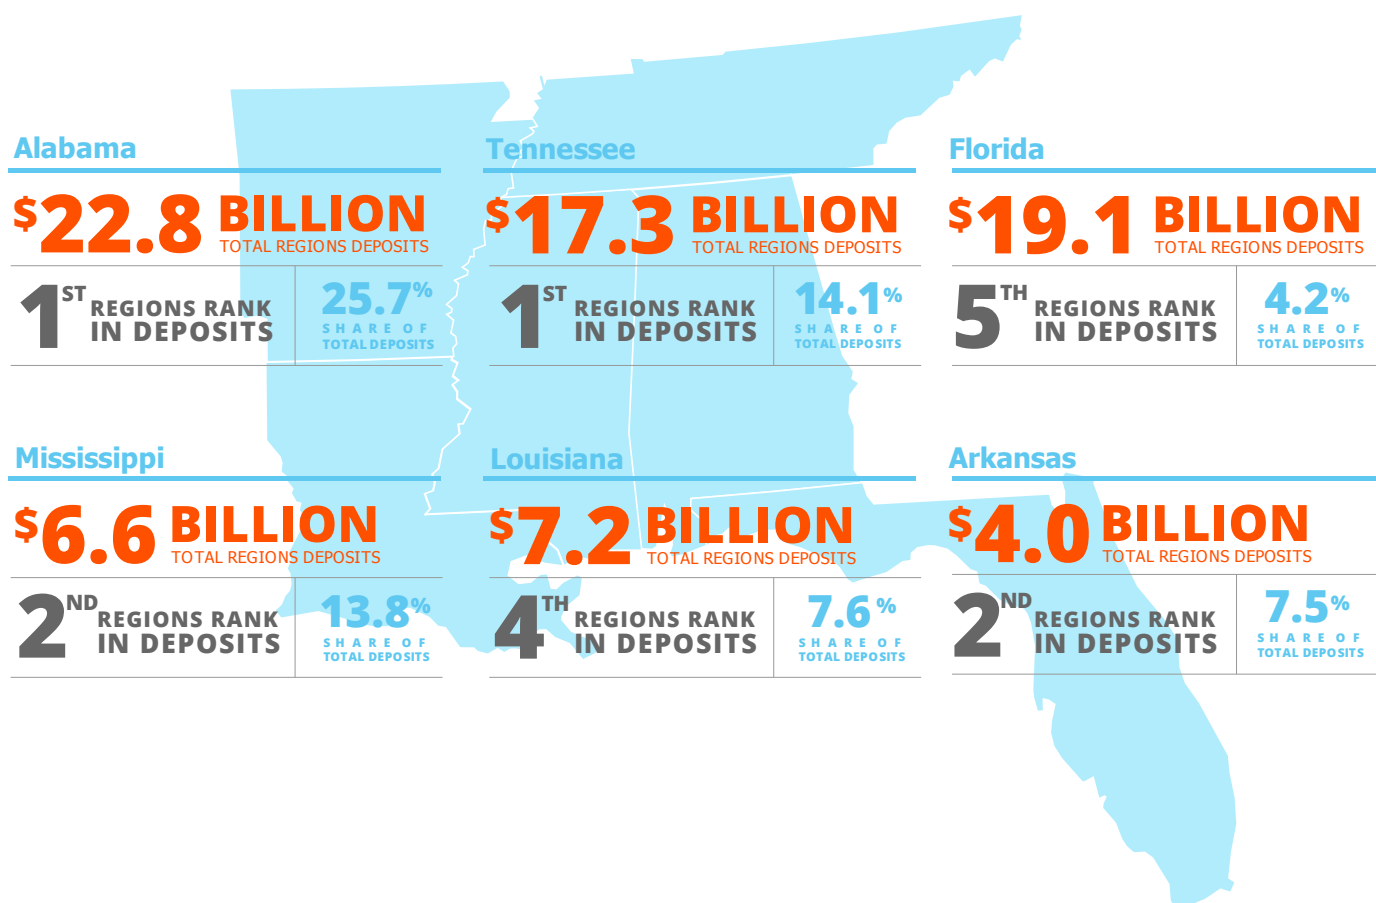 Alabama
$22.8 BILLION
TOTAL REGIONS DEPOSITS
1ST REGIONS RANK
IN DEPOSITS
25.7%
SHARE OF
TOTAL DEPOSITS
Tennessee
$17.3 BILLION
TOTAL REGIONS DEPOSITS
1ST REGIONS RANK
IN DEPOSITS
14.1%
SHARE OF
TOTAL DEPOSITS
Florida
$19.1 BILLION
TOTAL REGIONS DEPOSITS
5TH REGIONS RANK
IN DEPOSITS
4.2%
SHARE OF
TOTAL DEPOSITS
Mississippi
$6.6 BILLION
TOTAL REGIONS DEPOSITS
2ND REGIONS RANK
IN DEPOSITS
13.8%
SHARE OF
TOTAL DEPOSITS
Louisiana
$7.2 BILLION
TOTAL REGIONS DEPOSITS
4TH REGIONS RANK
IN DEPOSITS
7.6%
SHARE OF
TOTAL DEPOSITS
Arkansas
$4.0 BILLION
TOTAL REGIONS DEPOSITS
2ND REGIONS RANK
IN DEPOSITS
7.5%
SHARE OF
TOTAL DEPOSITS